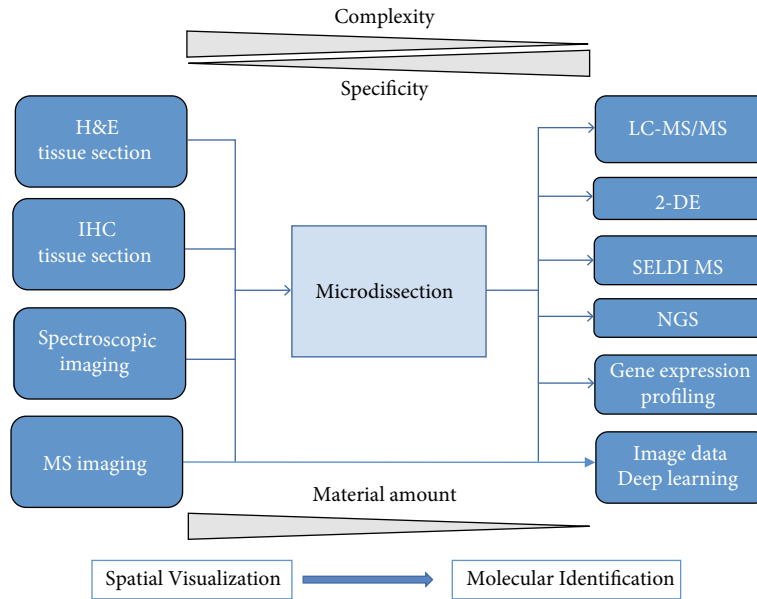 Complexity
Specificity
H&E
tissue section
IHC
tissue section
Spectroscopic
imaging
MS imaging
Microdissection
LC-MS/MS
2-DE
SELDI MS
NGS
Gene expression
profiling
Image data
Deep learning
Material amount
Spatial Visualization
Molecular Identification